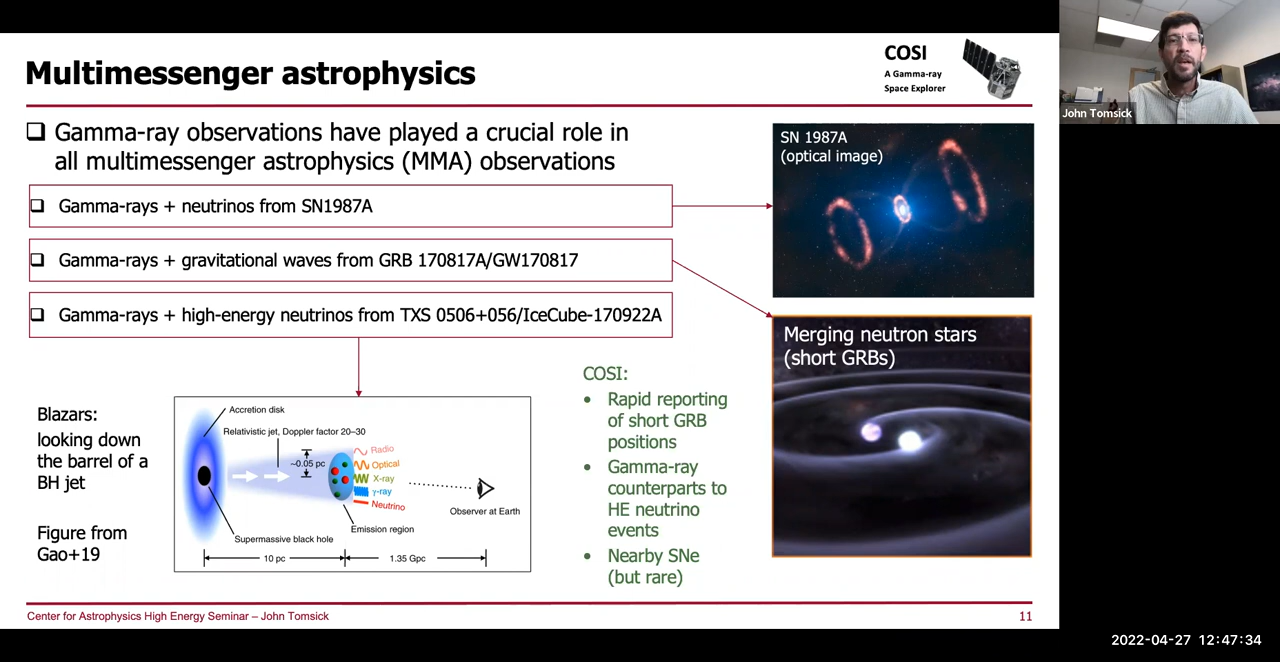 Multimessenger astrophysics
COSI
A Gamma-ray
Space Explorer
Gamma-ray observations have played a crucial role in
all multimessenger astrophysics (MMA) observations
Gamma-rays + neutrinos from SN1987A
Gamma-rays + gravitational waves from GRB 170817A/GW170817
Gamma-rays + high-energy neutrinos from TXS 0506+056/IceCube-170922A
SN 1987A
(optical image)
Merging neutron stars
(short GRBs)
Blazars:
looking down
the barrel of a
BH jet
Figure from
Gao+19
Accretion disk
Relativistic jet, Doppler factor 20–30
~0.05 pc
Radio
Optical
X-ray
γ-ray
Neutrino
Observer at Earth
Emission region
Supermassive black hole
10 pc
1.35 Gpc
COSI:
• Rapid reporting
of short GRB
positions
• Gamma-ray
counterparts to
HE neutrino
events
• Nearby SNe
(but rare)
Center for Astrophysics High Energy Seminar – John Tomsick
11
John Tomsick
2022-04-27 12:47:34